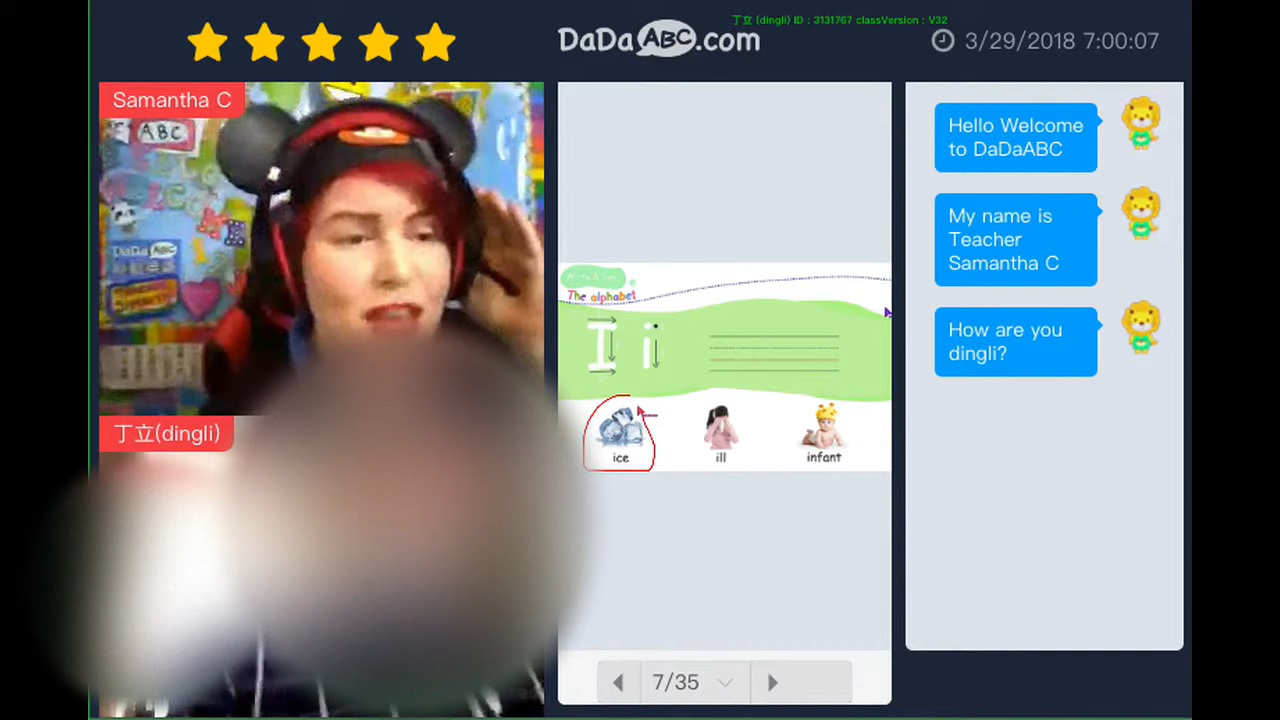 丁立 (dingli) ID : 3131767 classVersion : V32
DaDaABC.com
3/29/2018 7:00:07
Samantha C
ABC
DaDaABC
丁立(dingli)
The alphabet
I i
ice
ill
infant
7/35
Hello Welcome
to DaDaABC
My name is
Teacher
Samantha C
How are you
dingli?